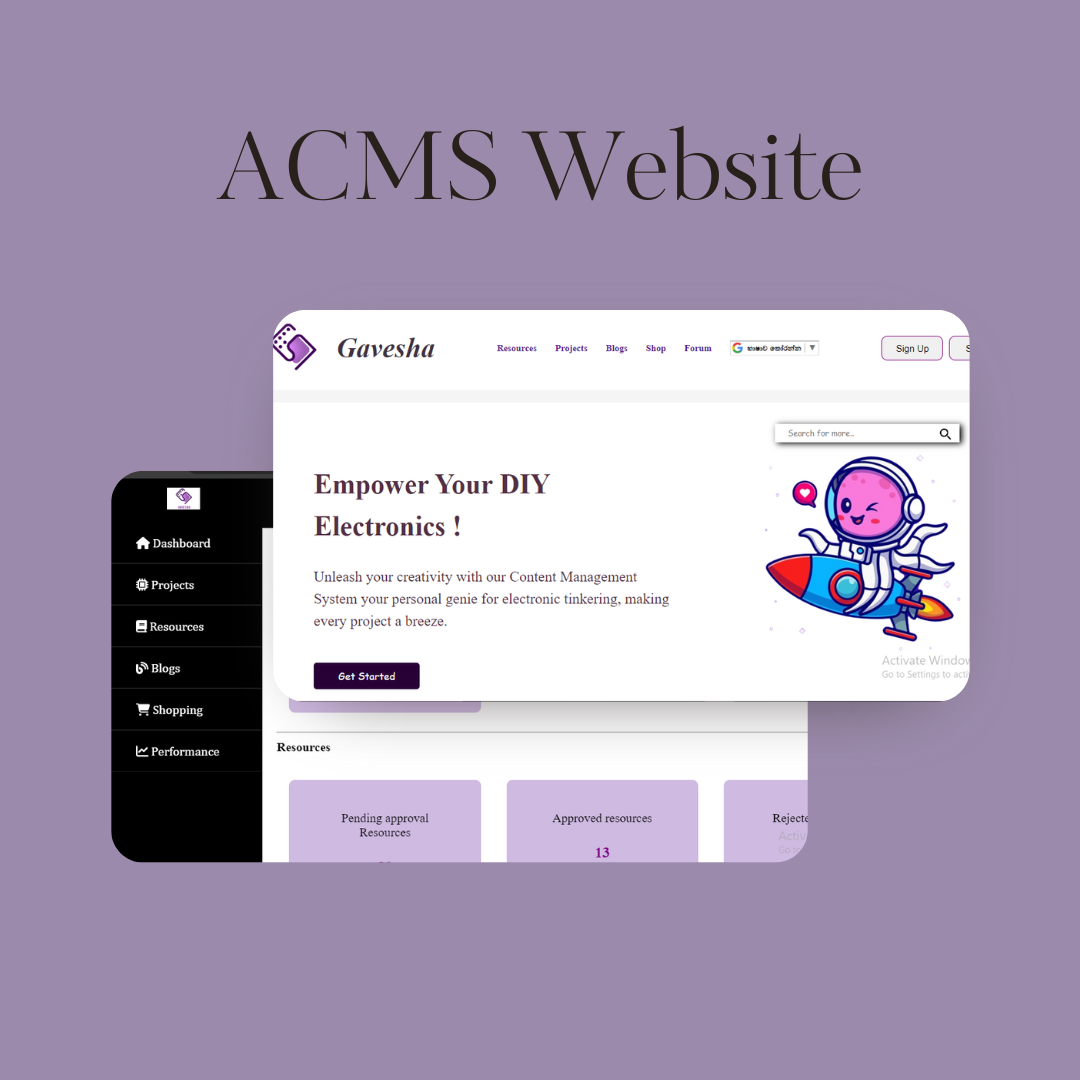 ACMS Website
Gavesha
Resources Projects Blogs Shop Forum භාෂාව තෝරන්න ▼ Sign Up S
Search for more..
Empower Your DIY
Electronics !
Unleash your creativity with our Content Management
System your personal genie for electronic tinkering, making
every project a breeze.
Get Started
Activate Window
Go to Settings to acti
Dashboard
Projects
Resources
Blogs
Shopping
Performance
Resources
Pending approval
Resources
Approved resources
13
Rejecte
Activ
Go to